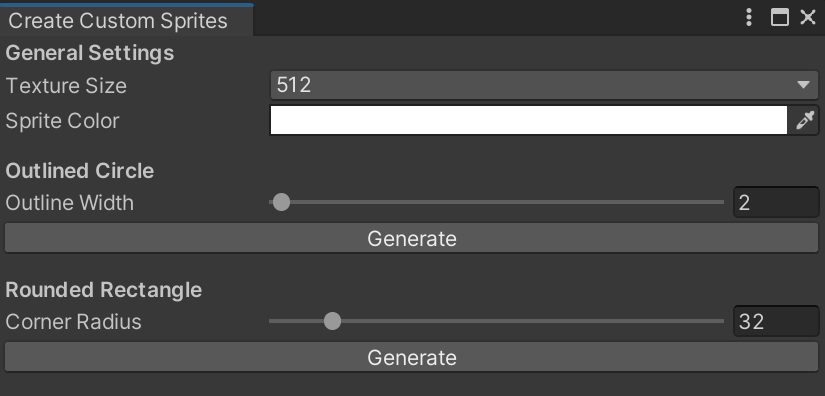 Create Custom Sprites
General Settings
Texture Size 512
Sprite Color
Outlined Circle
Outline Width 2
Generate
Rounded Rectangle
Corner Radius 32
Generate